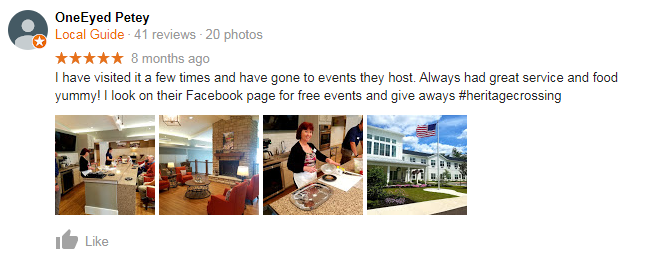 OneEyed Petey
Local Guide · 41 reviews · 20 photos
8 months ago
I have visited it a few times and have gone to events they host. Always had great service and food
yummy! I look on their Facebook page for free events and give aways #heritagecrossing
Like